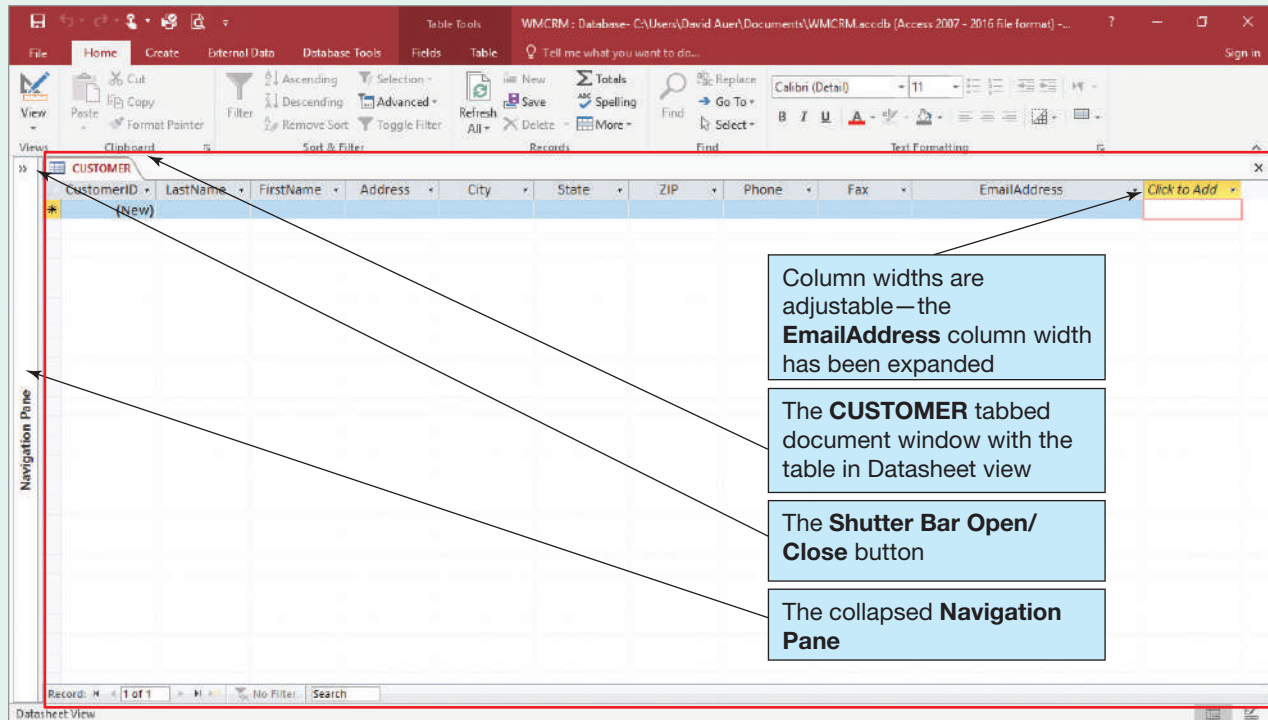 Table Tools WMCRM : Database- C:\Users\David Auer\Documents\WMCRM.accdb (Access 2007 - 2016 file format) -... ?
File Home Create External Data Database Tools Fields Table Tell me what you want to do... Sign in
View
Paste
Cut
Copy
Format Painter
Filter
Ascending
Descending
Remove Sort
Selection
Advanced
Toggle Filter
Refresh
All
New
Save
Delete
Totals
Spelling
More
Find
Replace
Go To
Select
Calibri (Detail) 11
B I U A
Views Clipboard Sort & Filter Records Find Text Formatting
» CUSTOMER
CustomerID LastName FirstName Address City State ZIP Phone Fax EmailAddress Click to Add
(New)
Column widths are
adjustable—the
EmailAddress column width
has been expanded
The CUSTOMER tabbed
document window with the
table in Datasheet view
The Shutter Bar Open/
Close button
The collapsed Navigation
Pane
Navigation Pane
Record: 1 of 1 No Filter Search
Datasheet View